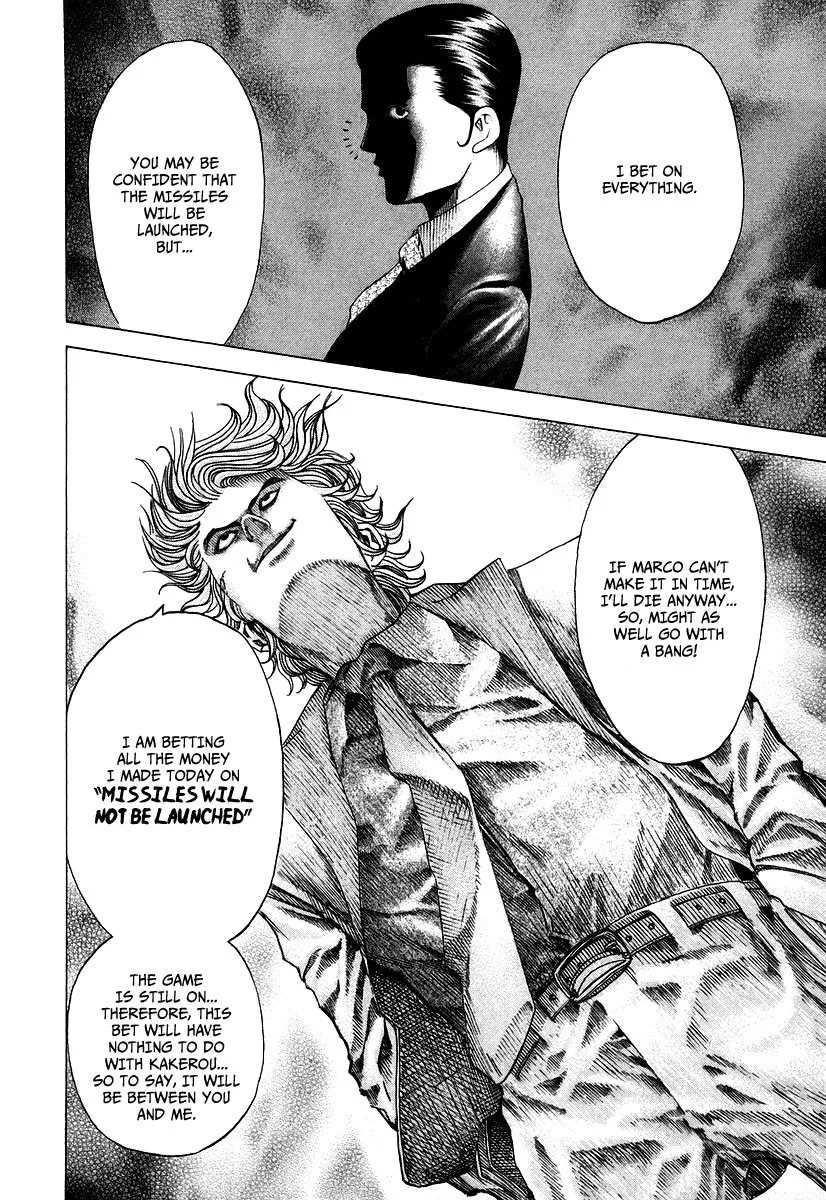 I BET ON
EVERYTHING.
YOU MAY BE
CONFIDENT THAT
THE MISSILES
WILL BE
LAUNCHED,
BUT...
IF MARCO CAN'T
MAKE IT IN TIME,
I'LL DIE ANYWAY...
SO, MIGHT AS
WELL GO WITH
A BANG!
I AM BETTING
ALL THE MONEY
I MADE TODAY ON
"MISSILES WILL
NOT BE LAUNCHED"
THE GAME
IS STILL ON...
THEREFORE, THIS
BET WILL HAVE
NOTHING TO DO
WITH KAKEROU...
SO TO SAY, IT WILL
BE BETWEEN YOU
AND ME.